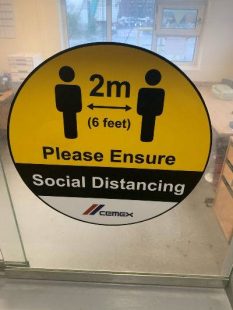 2m
(6 feet)
Please Ensure
Social Distancing
CEMEX